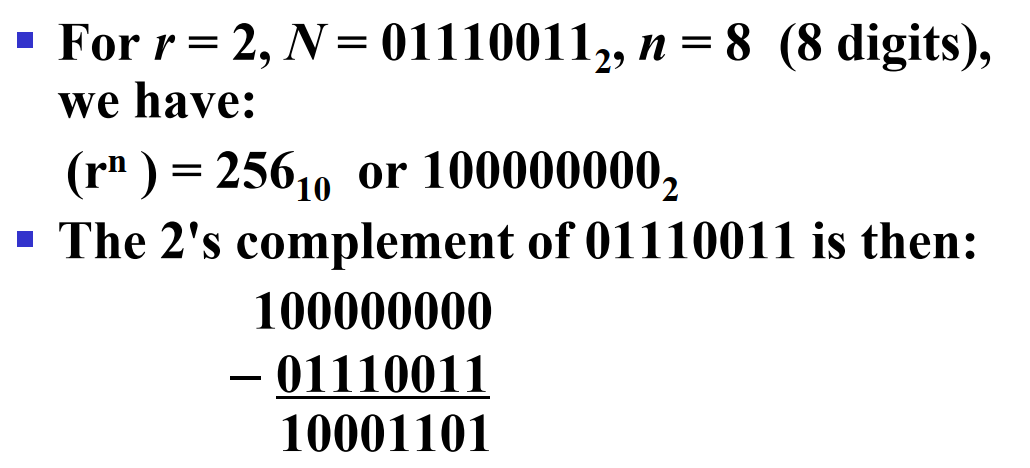 ▪ For r = 2, N = 01110011₂, n = 8 (8 digits),
we have:
(rⁿ ) = 256₁₀ or 100000000₂
▪ The 2's complement of 01110011 is then:
100000000
– 01110011
10001101